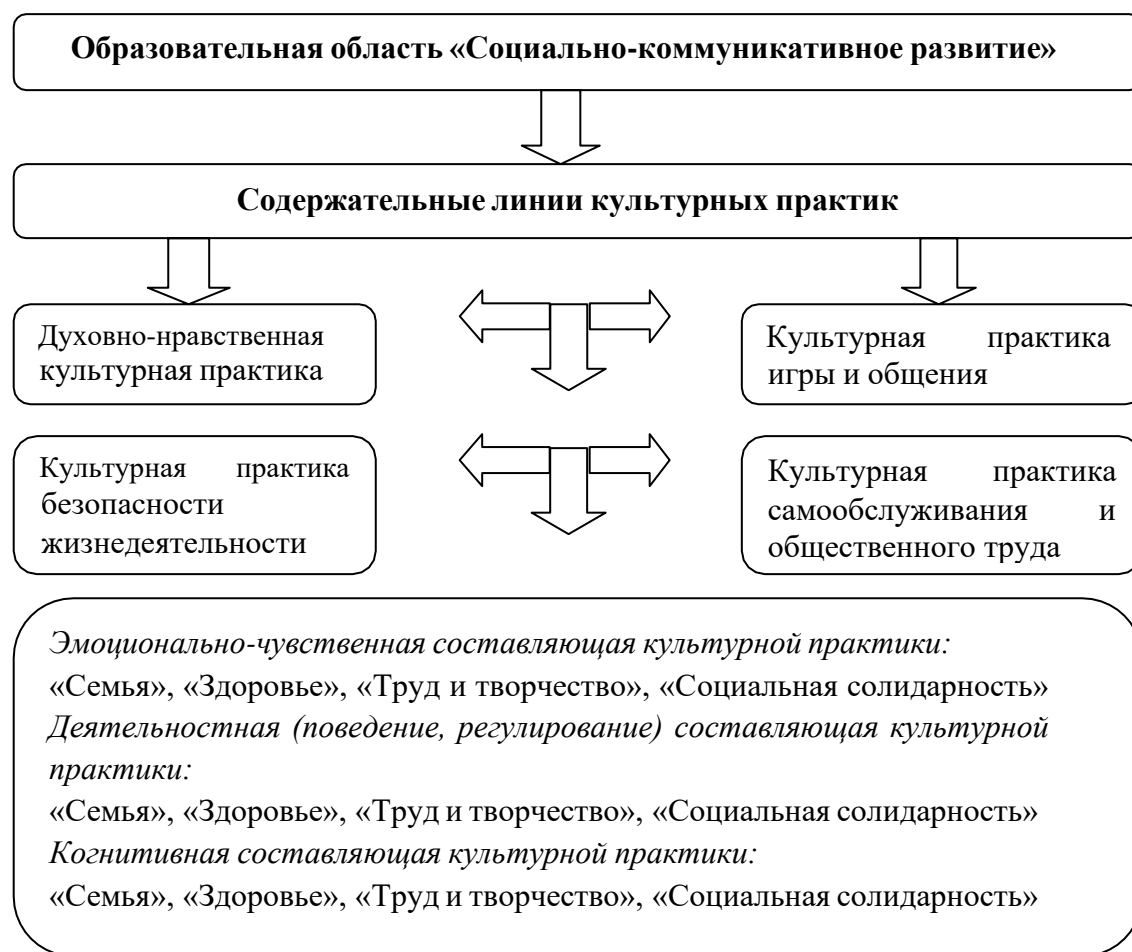 Образовательная область «Социально-коммуникативное развитие»
Содержательные линии культурных практик
Духовно-нравственная
культурная практика
Культурная практика
игры и общения
Культурная практика
безопасности
жизнедеятельности
Культурная практика
самообслуживания и
общественного труда
Эмоционально-чувственная составляющая культурной практики:
«Семья», «Здоровье», «Труд и творчество», «Социальная солидарность»
Деятельностная (поведение, регулирование) составляющая культурной
практики:
«Семья», «Здоровье», «Труд и творчество», «Социальная солидарность»
Когнитивная составляющая культурной практики:
«Семья», «Здоровье», «Труд и творчество», «Социальная солидарность»